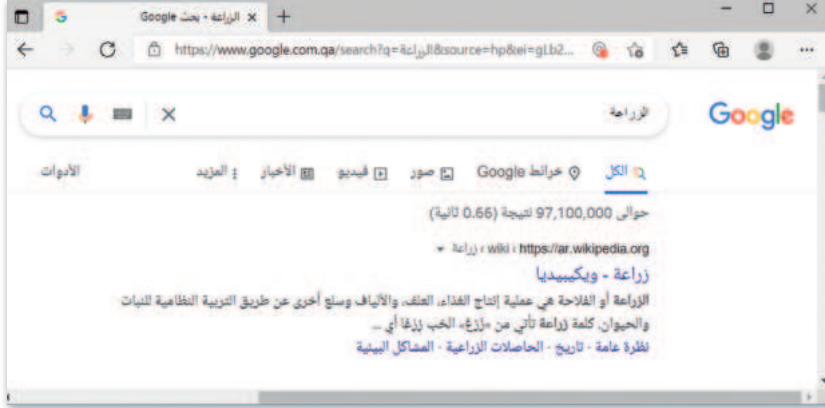 الزراعة - بحث Google
https://www.google.com.qa/search?q=الزراعة&source=hp&ei=gLb2...
Google
الزراعة
الكل خرائط Google صور فيديو الأخبار المزيد الأدوات
حوالى 97,100,000 نتيجة (0.66 ثانية)
https://ar.wikipedia.org › wiki › زراعة
زراعة - ويكيبيديا
الزراعة أو الفلاحة هي عملية إنتاج الغذاء، العلف، والألياف وسلع أخرى عن طريق التربية النظامية للنبات
والحيوان. كلمة زراعة تأتي من «زَرَعَ» الحب زرعًا أي ...
نظرة عامة · تاريخ · الحاصلات الزراعية · المشاكل البيئية